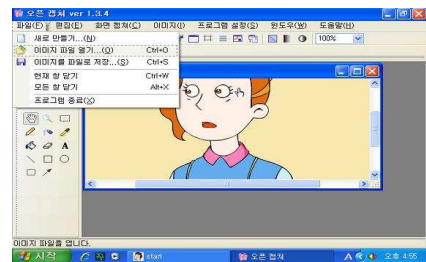 오픈 캡쳐 ver 1.3.4
파일(F) 편집(E) 화면 캡쳐(C) 이미지(I) 프로그램 설정(S) 윈도우(W) 도움말(H)
새로 만들기...(N)
100%
이미지 파일 열기...(O) Ctrl+O
이미지를 파일로 저장...(S) Ctrl+S
현재 창 닫기 Ctrl+W
모든 창 닫기 Alt+X
프로그램 종료(X)
A
이미지 파일을 엽니다.
시작 start 오픈 캡쳐 A 오후 4:55